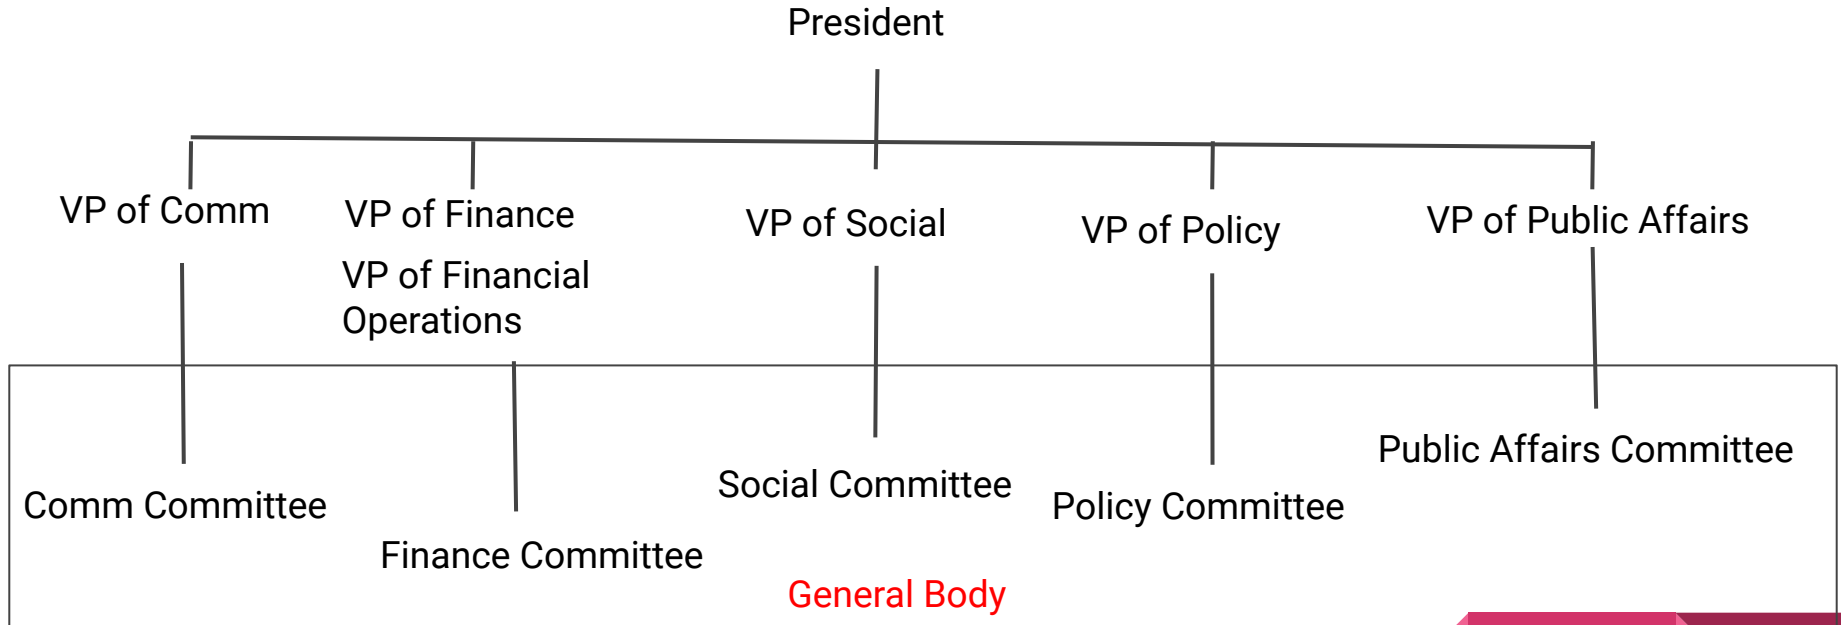 President
VP of Comm
VP of Finance
VP of Financial
Operations
VP of Social
VP of Policy
VP of Public Affairs
Comm Committee
Finance Committee
Social Committee
Policy Committee
Public Affairs Committee
General Body